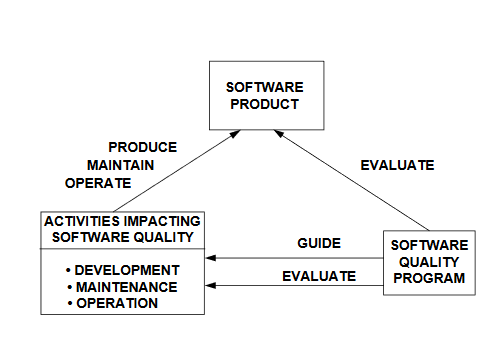 SOFTWARE
PRODUCT
PRODUCE
MAINTAIN
OPERATE
EVALUATE
ACTIVITIES IMPACTING
SOFTWARE QUALITY
• DEVELOPMENT
• MAINTENANCE
• OPERATION
GUIDE
EVALUATE
SOFTWARE
QUALITY
PROGRAM